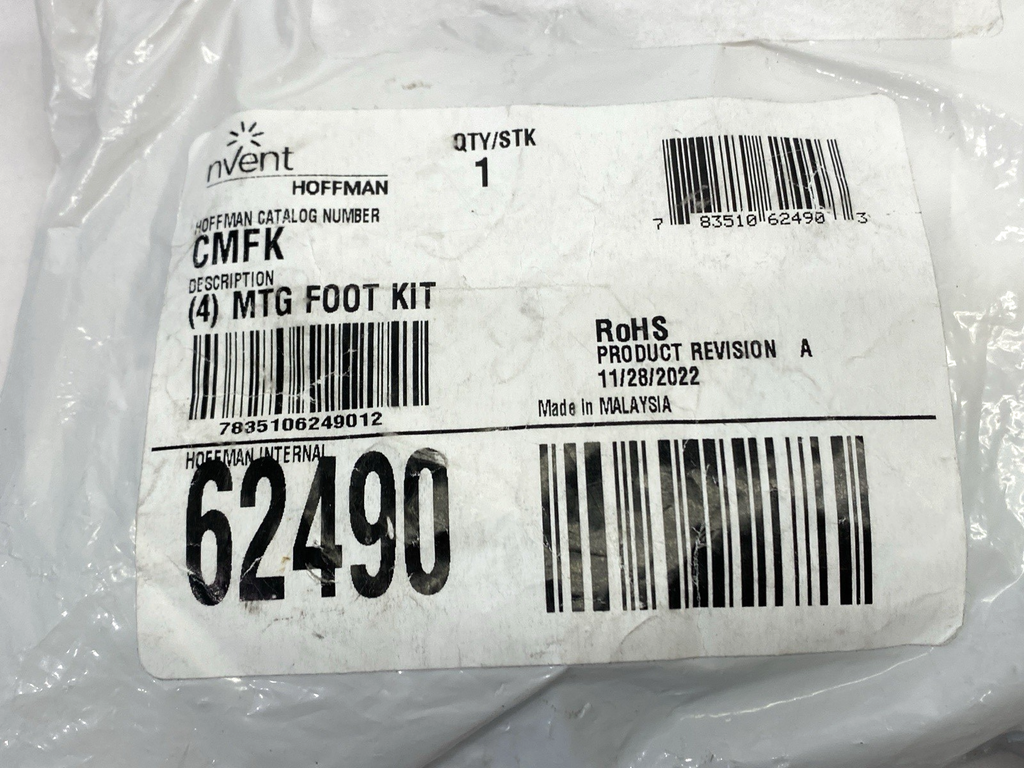 nVent
HOFFMAN
QTY/STK
1
7 83510 62490 3
HOFFMAN CATALOG NUMBER
CMFK
DESCRIPTION
(4) MTG FOOT KIT
7835106249012
RoHS
PRODUCT REVISION A
11/28/2022
Made In MALAYSIA
HOFFMAN INTERNAL
62490